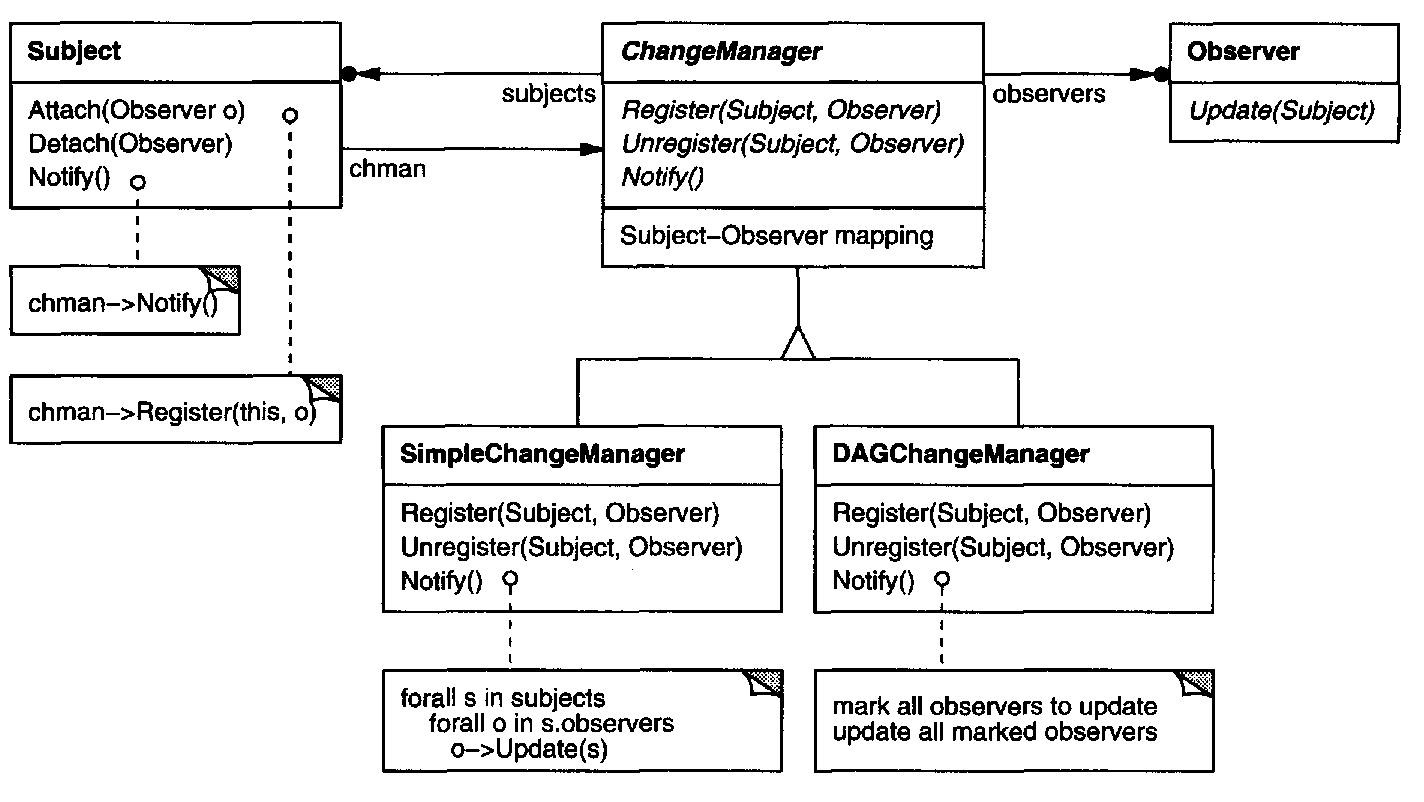 Subject
Attach(Observer o)
Detach(Observer)
Notify()
chman->Notify()
chman->Register(this, o)
subjects
chman
ChangeManager
Register(Subject, Observer)
Unregister(Subject, Observer)
Notify()
Subject-Observer mapping
observers
Observer
Update(Subject)
SimpleChangeManager
Register(Subject, Observer)
Unregister(Subject, Observer)
Notify()
forall s in subjects
forall o in s.observers
o->Update(s)
DAGChangeManager
Register(Subject, Observer)
Unregister(Subject, Observer)
Notify()
mark all observers to update
update all marked observers